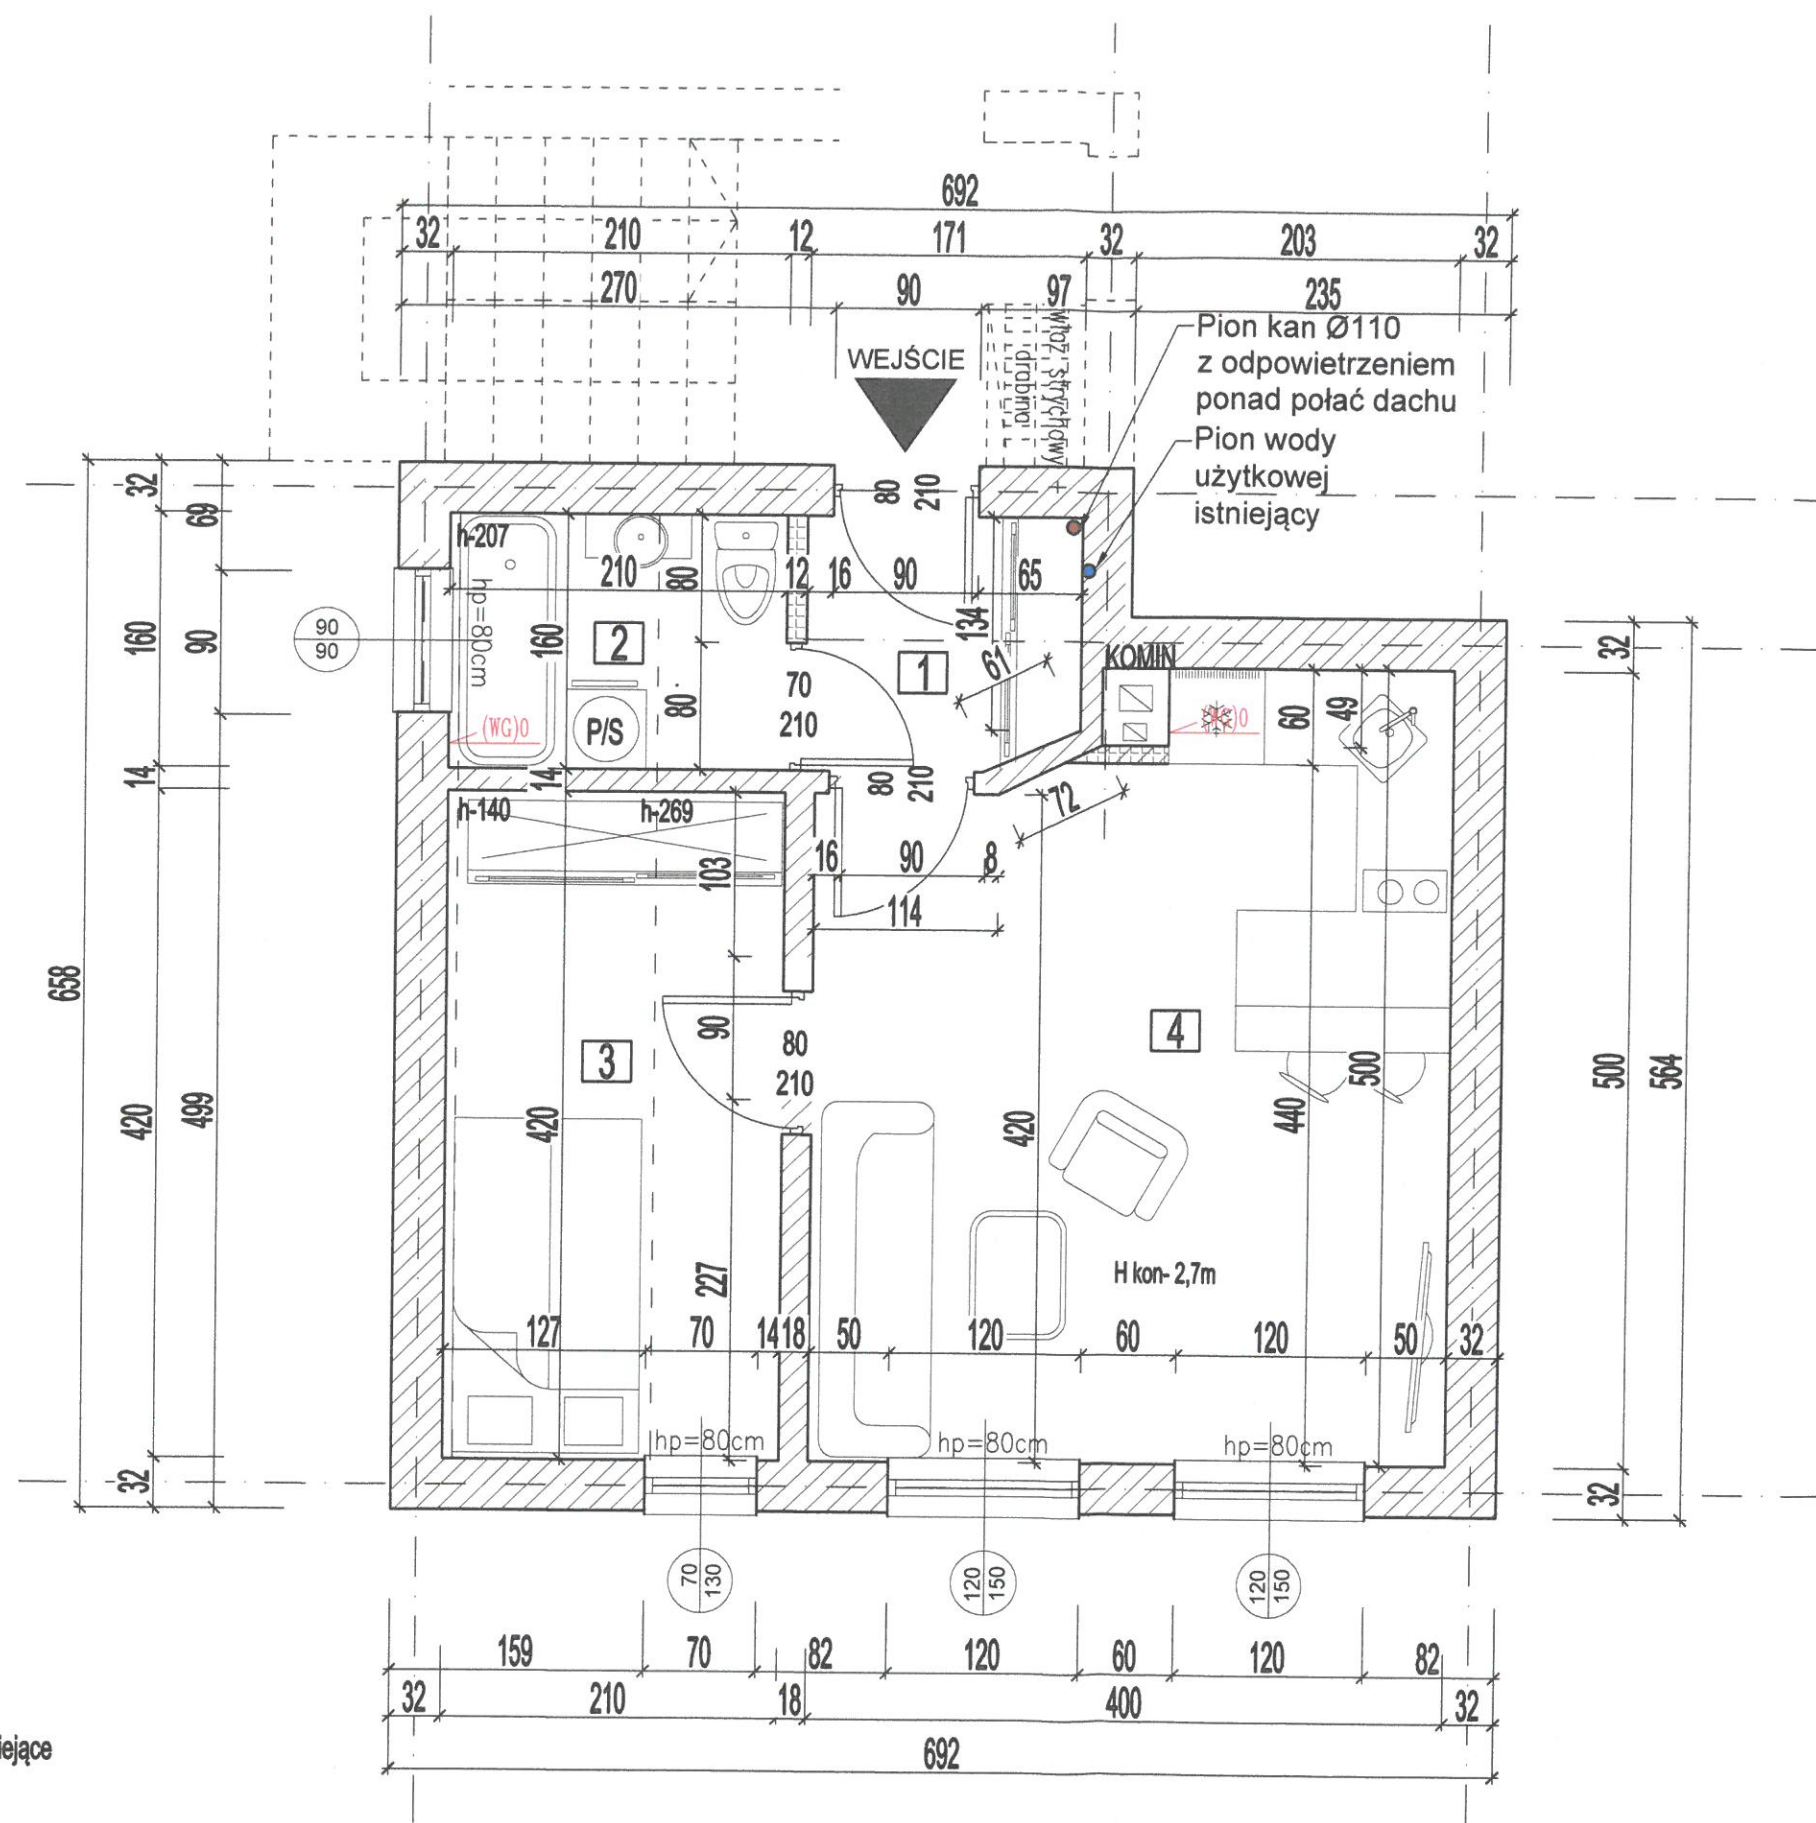 692
32 210 12 171 32 203 32
270 90 97 235
WEJŚCIE
właz strychowy
drabina
Pion kan Ø110
z odpowietrzeniem
ponad połać dachu
Pion wody
użytkowej
istniejący
80
210
32
69
h-207
210 80 12 16 90 65
134
90
90
160
90
hp=80cm
160
2
1
61
KOMIN
32
70
210
80
P/S
(WG)0
60
49
14
14
80
210
72
h-140
h-269
103
16 90 8
114
658
420
499
3
90
80
210
4
420
420
440
500
500
564
227
H kon- 2,7m
127 70 14 18 50 120 60 120 50 32
hp=80cm
hp=80cm
hp=80cm
32
32
70
130
120
150
120
150
159 70 82 120 60 120 82
32 210 18 400 32
692
iejące